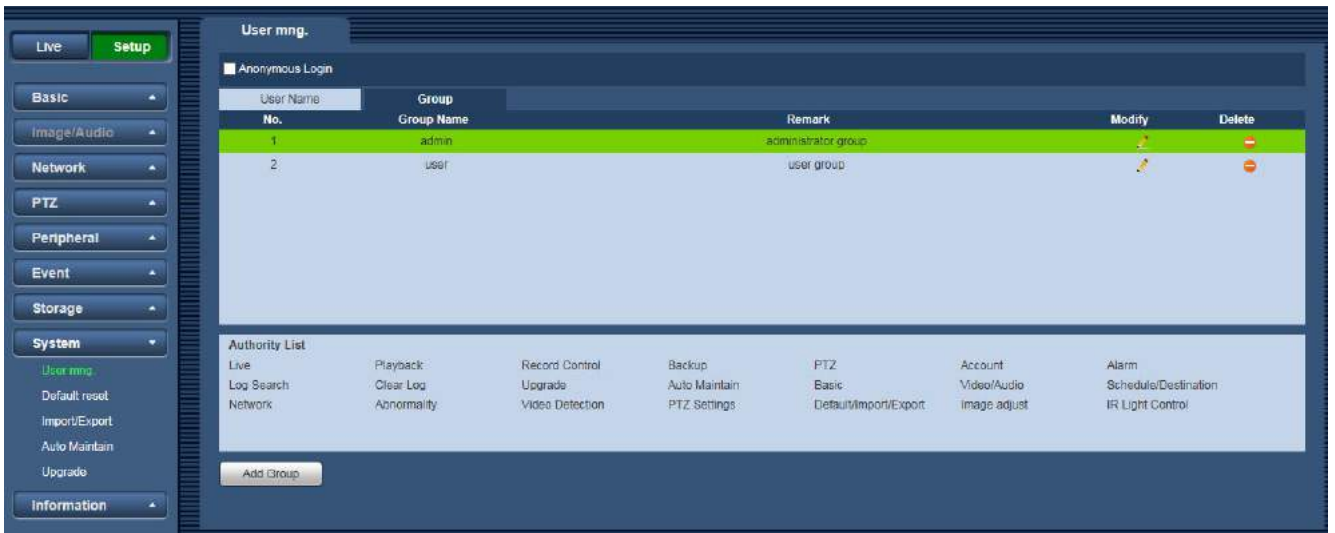 User mng.
Live Setup
Anonymous Login
Basic
Image/Audio
Network
PTZ
Peripheral
Event
Storage
System
User mng.
Default reset
Import/Export
Auto Maintain
Upgrade
Information
User Name Group
No. Group Name Remark Modify Delete
1 admin administrator group
2 user user group
Authority List
Live Playback Record Control Backup PTZ Account Alarm
Log Search Clear Log Upgrade Auto Maintain Basic Video/Audio Schedule/Destination
Network Abnormality Video Detection PTZ Settings Default/Import/Export Image adjust IR Light Control
Add Group